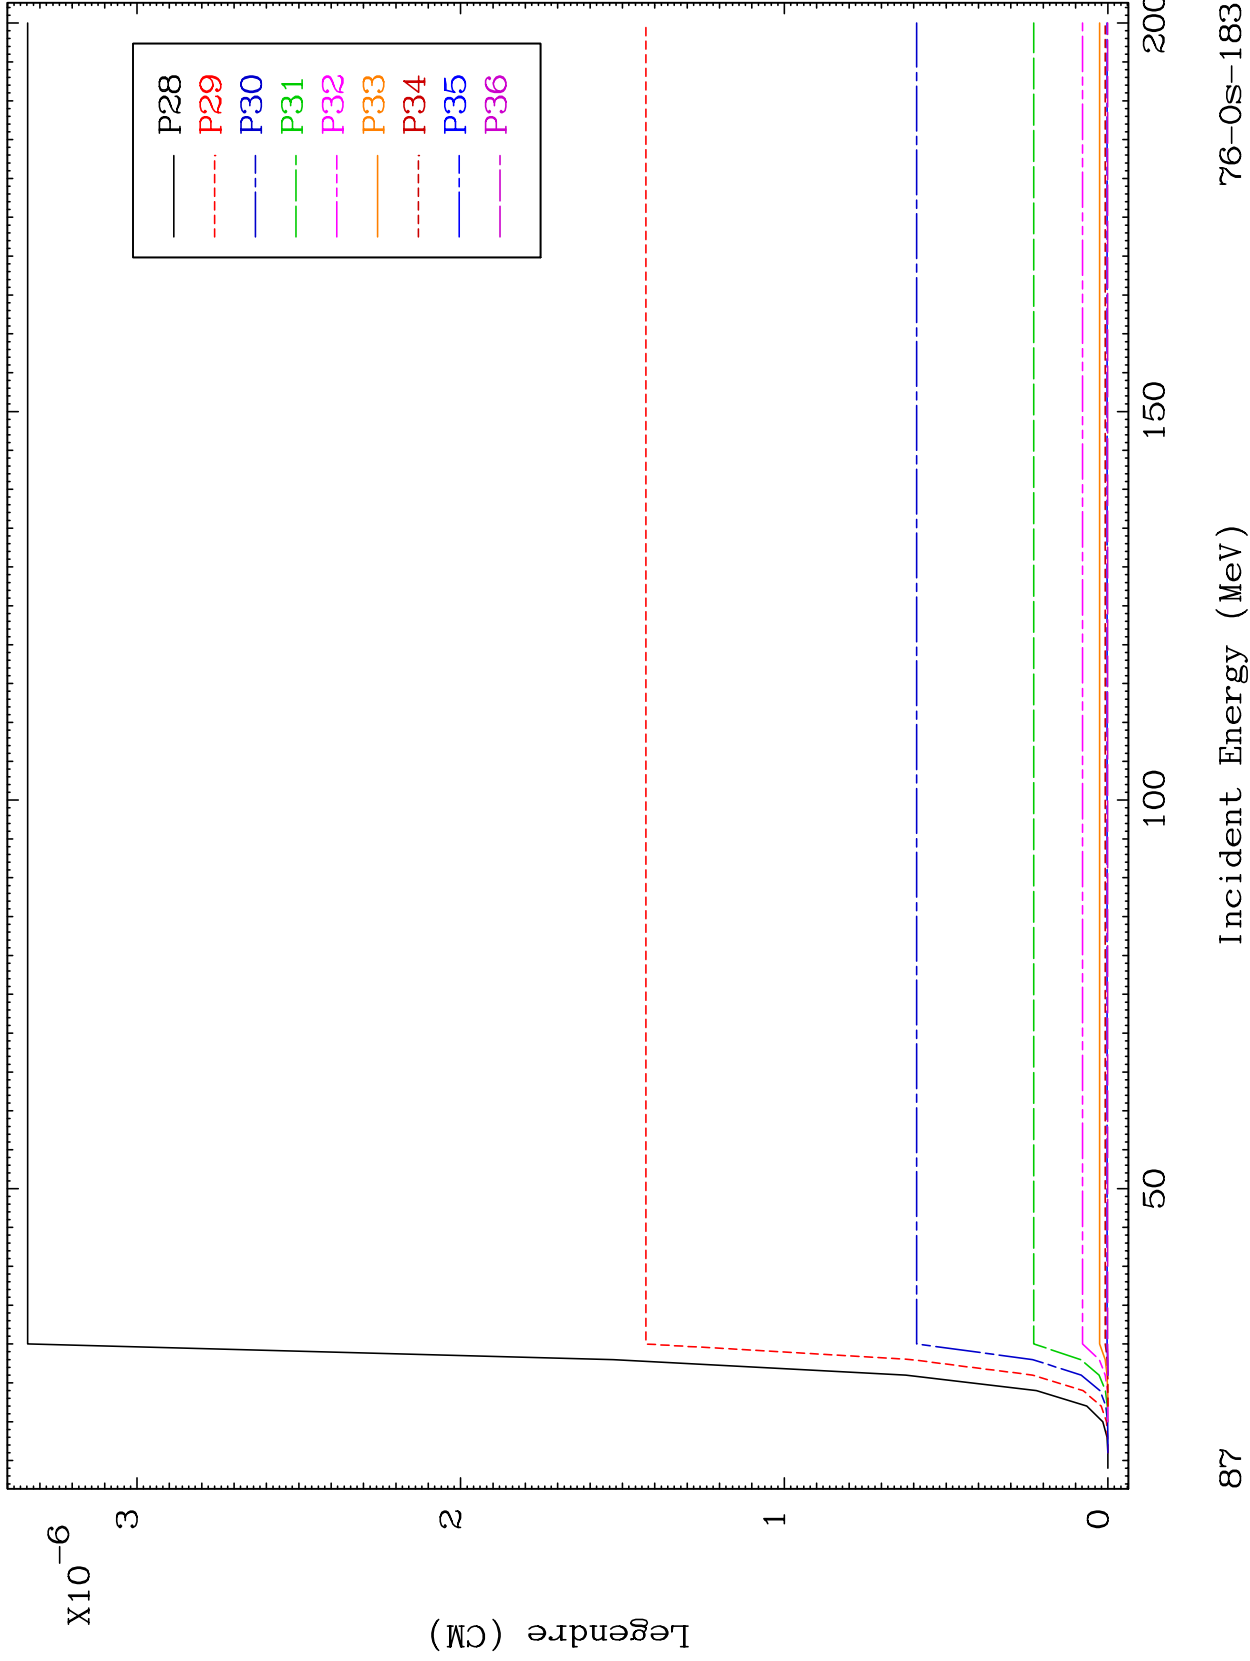 X10-6
3
2
1
0
Legendre (CM)
P28
P29
P30
P31
P32
P33
P34
P35
P36
50
100
150
200
Incident Energy (MeV)
87
76-Os-183